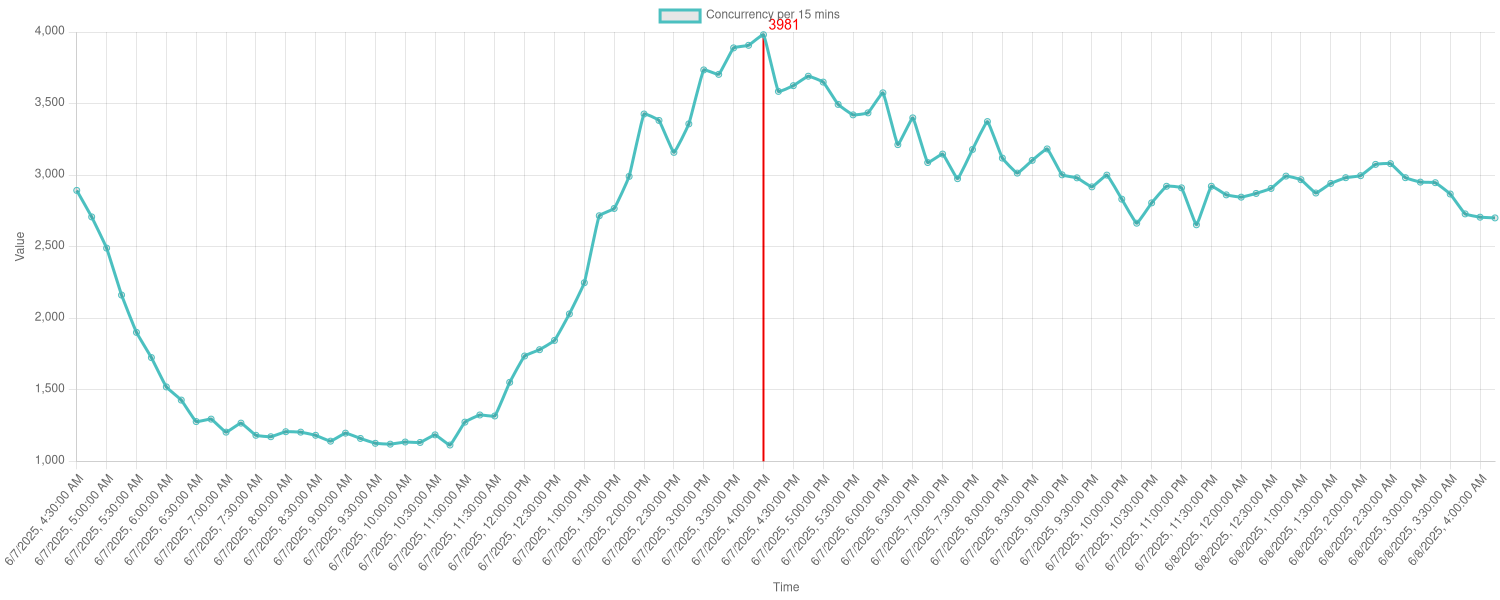 Concurrency per 15 mins
3981
4,000
3,500
3,000
2,500
2,000
1,500
1,000
Value
6/7/2025, 4:30:00 AM
6/7/2025, 5:00:00 AM
6/7/2025, 5:30:00 AM
6/7/2025, 6:00:00 AM
6/7/2025, 6:30:00 AM
6/7/2025, 7:00:00 AM
6/7/2025, 7:30:00 AM
6/7/2025, 8:00:00 AM
6/7/2025, 8:30:00 AM
6/7/2025, 9:00:00 AM
6/7/2025, 9:30:00 AM
6/7/2025, 10:00:00 AM
6/7/2025, 10:30:00 AM
6/7/2025, 11:00:00 AM
6/7/2025, 11:30:00 AM
6/7/2025, 12:00:00 PM
6/7/2025, 12:30:00 PM
6/7/2025, 1:00:00 PM
6/7/2025, 1:30:00 PM
6/7/2025, 2:00:00 PM
6/7/2025, 2:30:00 PM
6/7/2025, 3:00:00 PM
6/7/2025, 3:30:00 PM
6/7/2025, 4:00:00 PM
6/7/2025, 4:30:00 PM
6/7/2025, 5:00:00 PM
6/7/2025, 5:30:00 PM
6/7/2025, 6:00:00 PM
6/7/2025, 6:30:00 PM
6/7/2025, 7:00:00 PM
6/7/2025, 7:30:00 PM
6/7/2025, 8:00:00 PM
6/7/2025, 8:30:00 PM
6/7/2025, 9:00:00 PM
6/7/2025, 9:30:00 PM
6/7/2025, 10:00:00 PM
6/7/2025, 10:30:00 PM
6/7/2025, 11:00:00 PM
6/7/2025, 11:30:00 PM
6/8/2025, 12:00:00 AM
6/8/2025, 12:30:00 AM
6/8/2025, 1:00:00 AM
6/8/2025, 1:30:00 AM
6/8/2025, 2:00:00 AM
6/8/2025, 2:30:00 AM
6/8/2025, 3:00:00 AM
6/8/2025, 3:30:00 AM
6/8/2025, 4:00:00 AM
Time